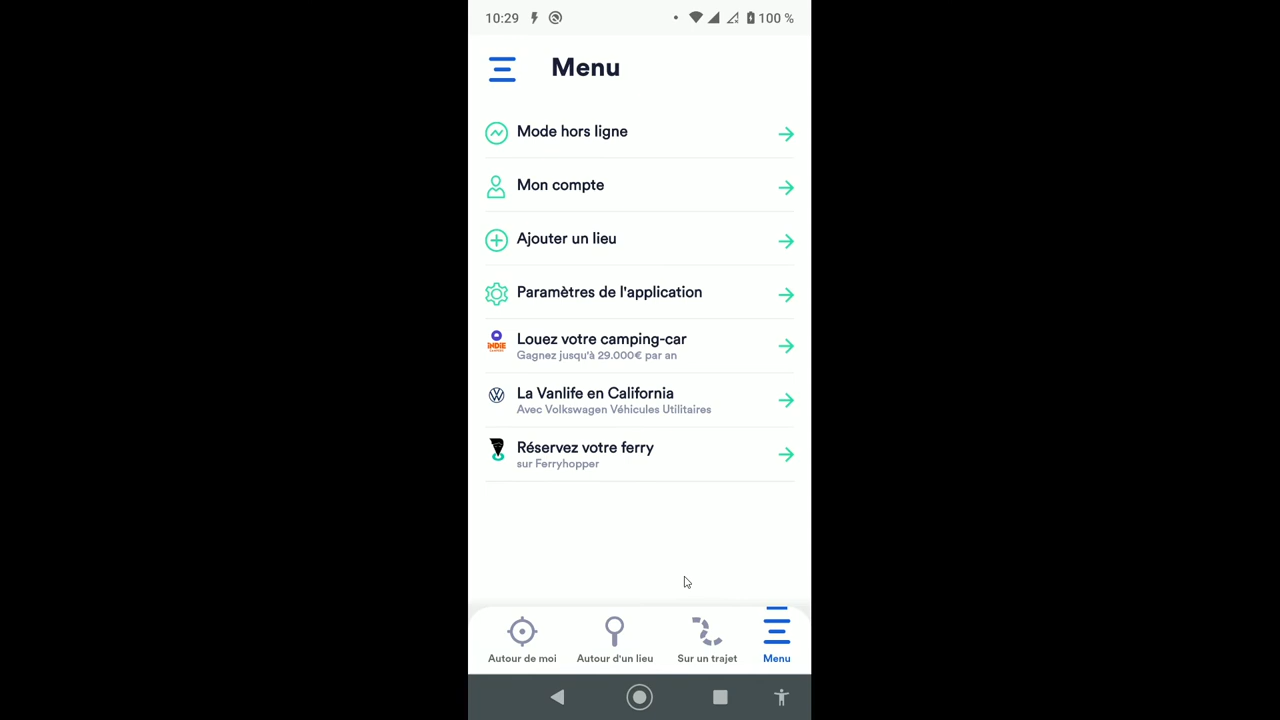 10:29
100 %
Menu
Mode hors ligne
Mon compte
Ajouter un lieu
Paramètres de l'application
Louez votre camping-car
Gagnez jusqu'à 29.000€ par an
INDIE
La Vanlife en California
Avec Volkswagen Véhicules Utilitaires
Réservez votre ferry
sur Ferryhopper
Autour de moi
Autour d'un lieu
Sur un trajet
Menu